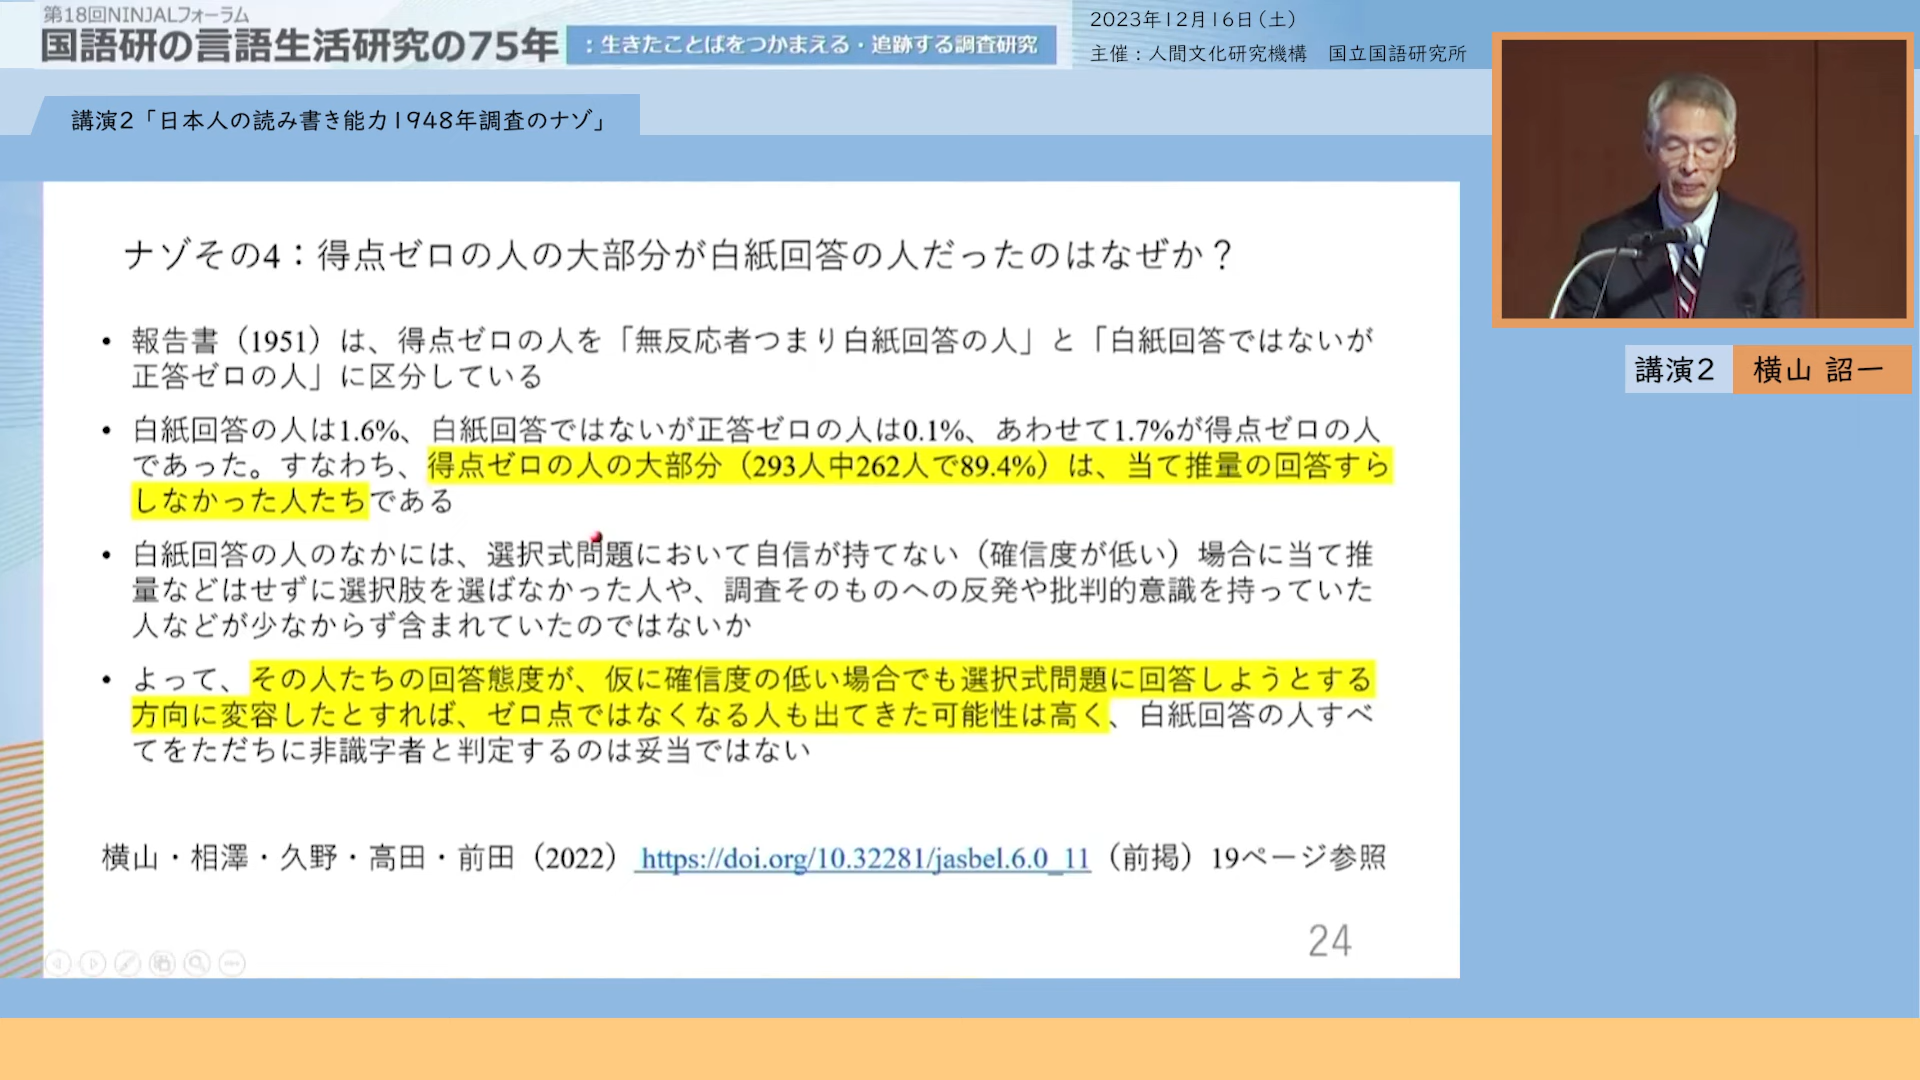 第18回NINJALフォーラム
国語研の言語生活研究の75年
：生きたことばをつかまえる・追跡する調査研究
2023年12月16日（土）
主催：人間文化研究機構　国立国語研究所
講演2「日本人の読み書き能力1948年調査のナゾ」
講演2　横山 詔一
ナゾその4：得点ゼロの人の大部分が白紙回答の人だったのはなぜか？
• 報告書（1951）は、得点ゼロの人を「無反応者つまり白紙回答の人」と「白紙回答ではないが
正答ゼロの人」に区分している
• 白紙回答の人は1.6%、白紙回答ではないが正答ゼロの人は0.1%、あわせて1.7%が得点ゼロの人
であった。すなわち、得点ゼロの人の大部分（293人中262人で89.4%）は、当て推量の回答すら
しなかった人たちである
• 白紙回答の人のなかには、選択式問題において自信が持てない（確信度が低い）場合に当て推
量などはせずに選択肢を選ばなかった人や、調査そのものへの反発や批判的意識を持っていた
人などが少なからず含まれていたのではないか
• よって、その人たちの回答態度が、仮に確信度の低い場合でも選択式問題に回答しようとする
方向に変容したとすれば、ゼロ点ではなくなる人も出てきた可能性は高く、白紙回答の人すべ
てをただちに非識字者と判定するのは妥当ではない
横山・相澤・久野・高田・前田（2022） https://doi.org/10.32281/jasbel.6.0_11（前掲）19ページ参照
24